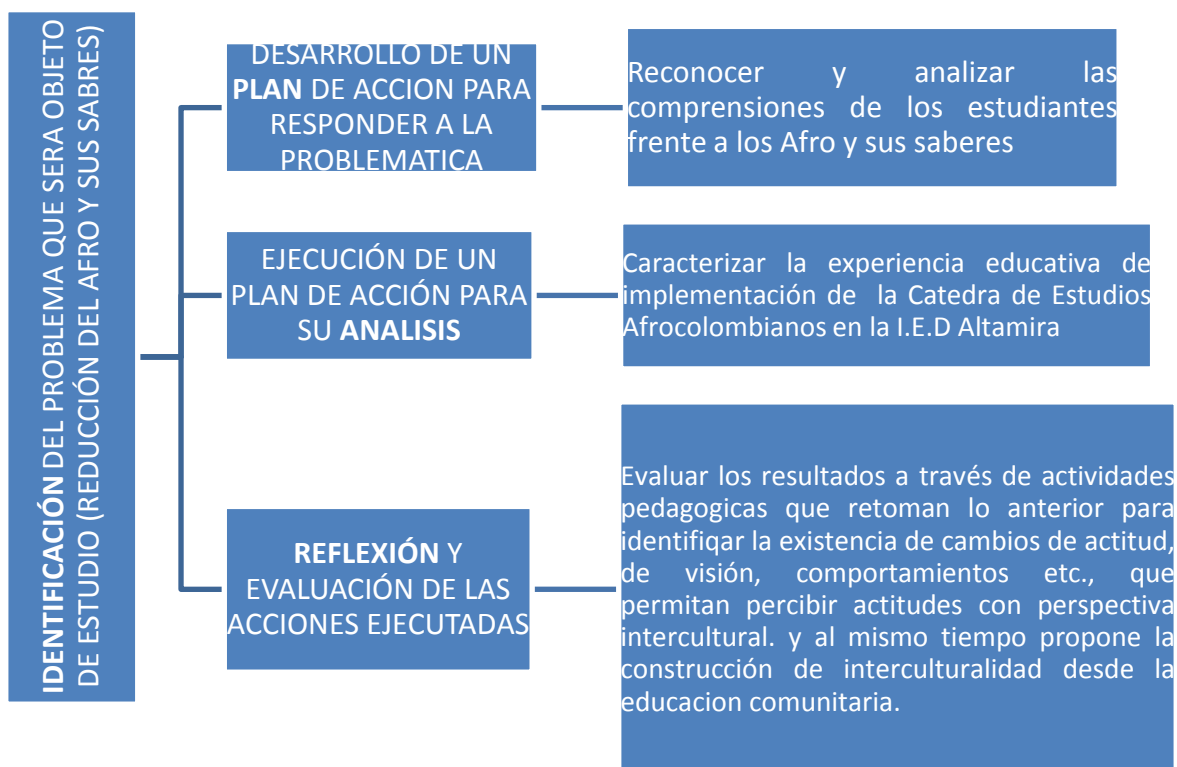 IDENTIFICACIÓN DEL PROBLEMA QUE SERA OBJETO
DE ESTUDIO (REDUCCIÓN DEL AFRO Y SUS SABRES)
DESARROLLO DE UN
PLAN DE ACCION PARA
RESPONDER A LA
PROBLEMATICA
Reconocer y analizar las
comprensiones de los estudiantes
frente a los Afro y sus saberes
EJECUCIÓN DE UN
PLAN DE ACCIÓN PARA
SU ANALISIS
Caracterizar la experiencia educativa de
implementación de la Catedra de Estudios
Afrocolombianos en la I.E.D Altamira
REFLEXIÓN Y
EVALUACIÓN DE LAS
ACCIONES EJECUTADAS
Evaluar los resultados a través de actividades
pedagogicas que retoman lo anterior para
identifiqar la existencia de cambios de actitud,
de visión, comportamientos etc., que
permitan percibir actitudes con perspectiva
intercultural. y al mismo tiempo propone la
construcción de interculturalidad desde la
educacion comunitaria.